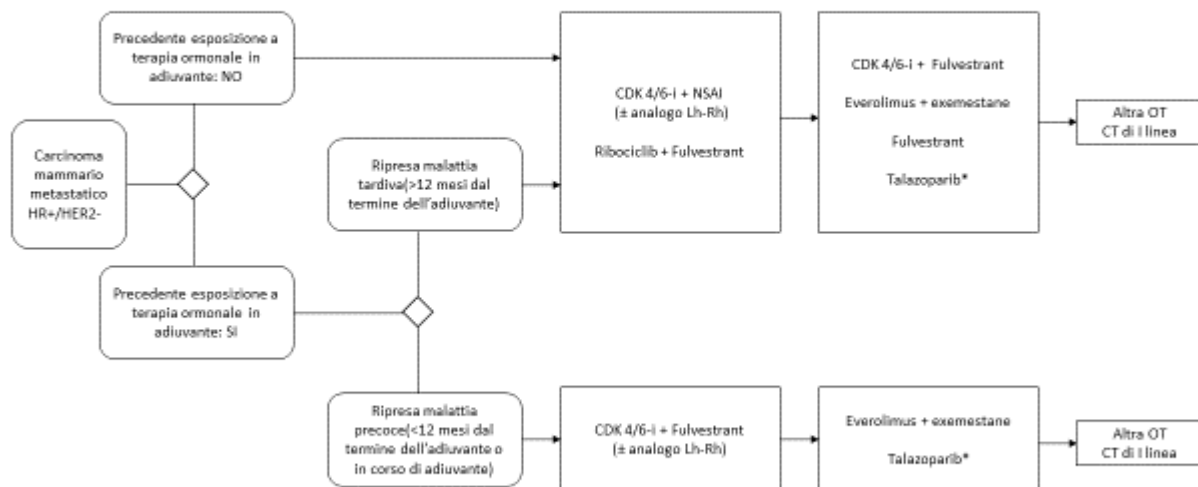 Precedente esposizione a
terapia ormonale in
adiuvante: NO
CDK 4/6-i + NSAI
(± analogo Lh-Rh)
Ribociclib + Fulvestrant
CDK 4/6-i + Fulvestrant
Everolimus + exemestane
Fulvestrant
Talazoparib*
Altra OT
CT di I linea
Carcinoma
mammario
metastatico
HR+/HER2-
Ripresa malattia
tardiva(>12 mesi dal
termine dell'adiuvante)
Precedente esposizione a
terapia ormonale in
adiuvante: SI
Ripresa malattia
precoce(<12 mesi dal
termine dell'adiuvante o
in corso di adiuvante)
CDK 4/6-i + Fulvestrant
(± analogo Lh-Rh)
Everolimus + exemestane
Talazoparib*
Altra OT
CT di I linea